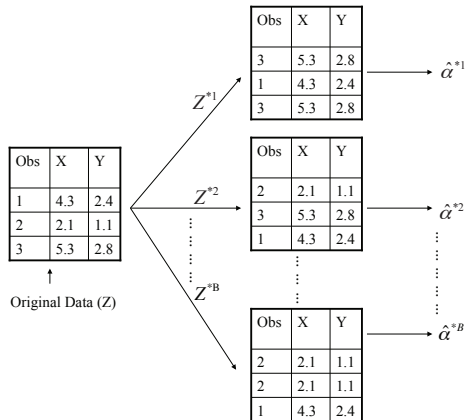 Obs X Y
1 4.3 2.4
2 2.1 1.1
3 5.3 2.8
Original Data (Z)
Z*1
Obs X Y
3 5.3 2.8
1 4.3 2.4
3 5.3 2.8
α̂*1
Z*2
Obs X Y
2 2.1 1.1
3 5.3 2.8
1 4.3 2.4
α̂*2
Z*B
Obs X Y
2 2.1 1.1
2 2.1 1.1
1 4.3 2.4
α̂*B